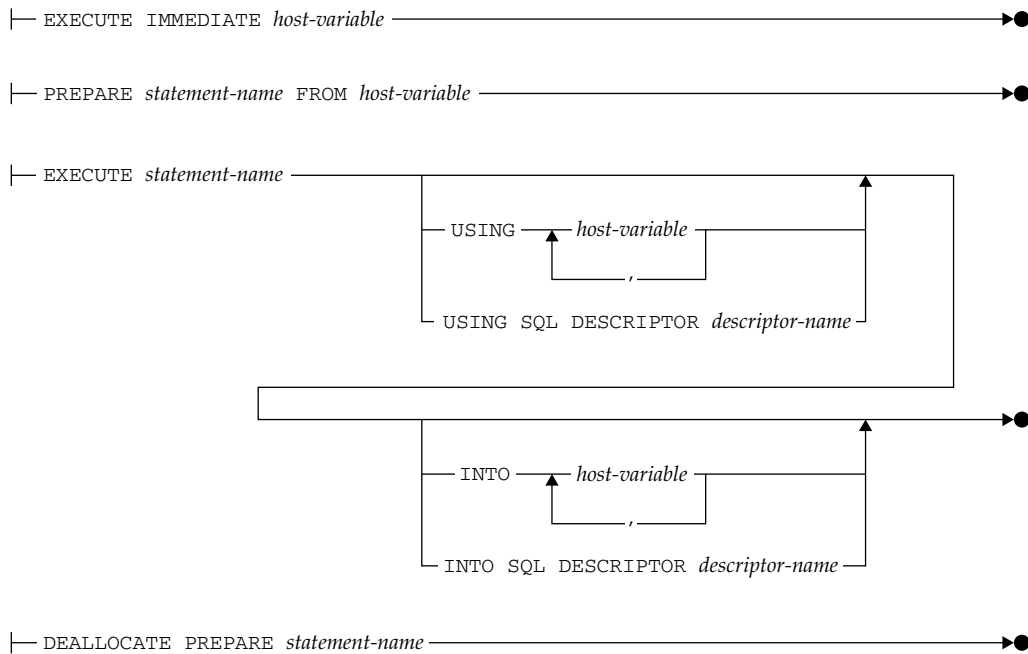 EXECUTE IMMEDIATE host-variable
PREPARE statement-name FROM host-variable
EXECUTE statement-name
USING host-variable
,
USING SQL DESCRIPTOR descriptor-name
INTO host-variable
,
INTO SQL DESCRIPTOR descriptor-name
DEALLOCATE PREPARE statement-name